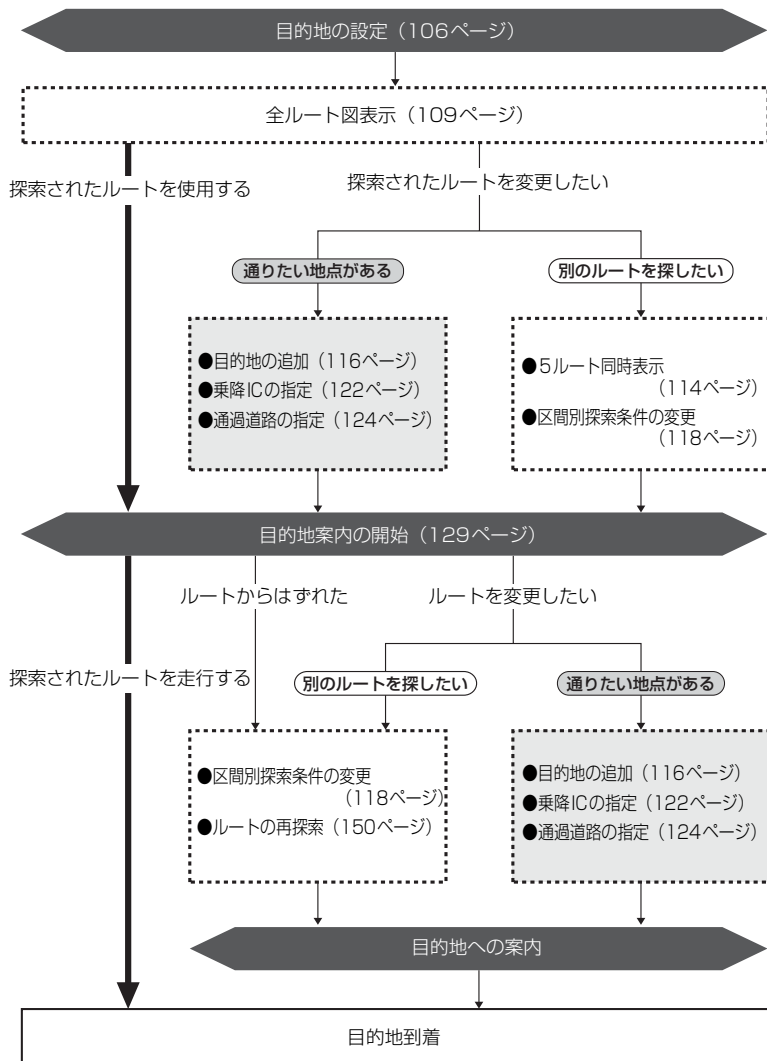 目的地の設定（106ページ）
全ルート図表示（109ページ）
探索されたルートを使用する
探索されたルートを変更したい
通りたい地点がある
別のルートを探したい
●目的地の追加（116ページ）
●乗降ICの指定（122ページ）
●通過道路の指定（124ページ）
●5ルート同時表示
（114ページ）
●区間別探索条件の変更
（118ページ）
目的地案内の開始（129ページ）
ルートからはずれた
ルートを変更したい
探索されたルートを走行する
別のルートを探したい
通りたい地点がある
●区間別探索条件の変更
（118ページ）
●ルートの再探索（150ページ）
●目的地の追加（116ページ）
●乗降ICの指定（122ページ）
●通過道路の指定（124ページ）
目的地への案内
目的地到着